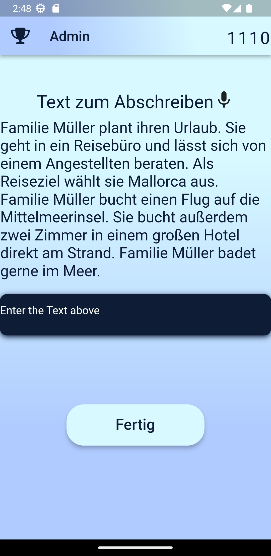 2:48
Admin
1110
Text zum Abschreiben
Familie Müller plant ihren Urlaub. Sie
geht in ein Reisebüro und lässt sich von
einem Angestellten beraten. Als
Reiseziel wählt sie Mallorca aus.
Familie Müller bucht einen Flug auf die
Mittelmeerinsel. Sie bucht außerdem
zwei Zimmer in einem großen Hotel
direkt am Strand. Familie Müller badet
gerne im Meer.
Enter the Text above
Fertig